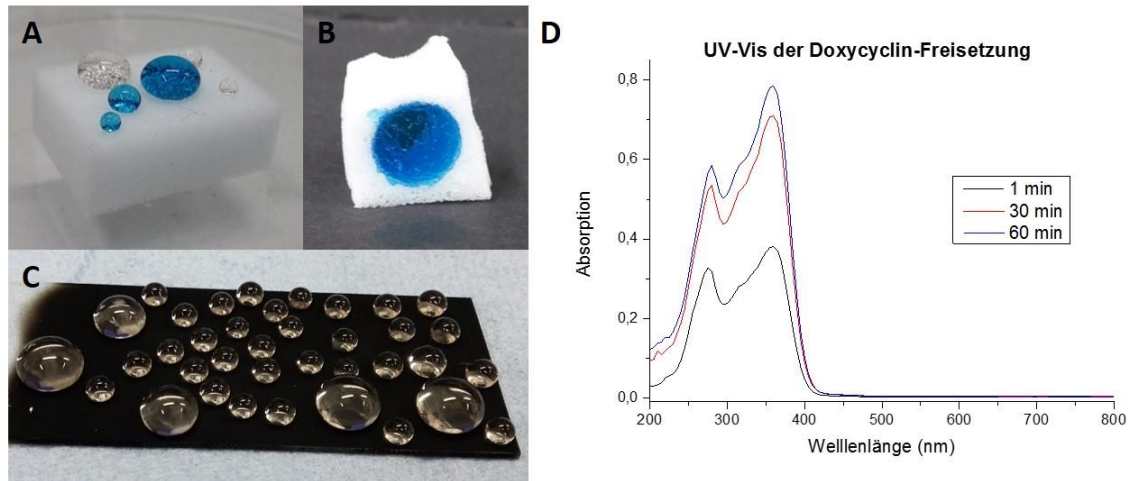 A
B
C
D
UV-Vis der Doxycyclin-Freisetzung
Absorption
0,8
0,6
0,4
0,2
0,0
200
300
400
500
600
700
800
Welllenlänge (nm)
1 min
30 min
60 min